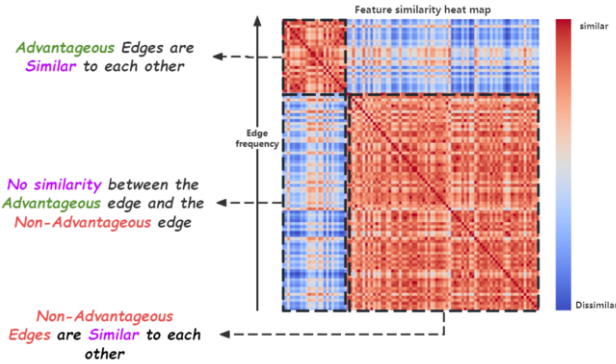 Feature similarity heat map
Advantageous Edges are
Similar to each other
similar
Edge
frequency
No similarity between the
Advantageous edge and the
Non-Advantageous edge
Dissimilar
Non-Advantageous
Edges are Similar to each
other